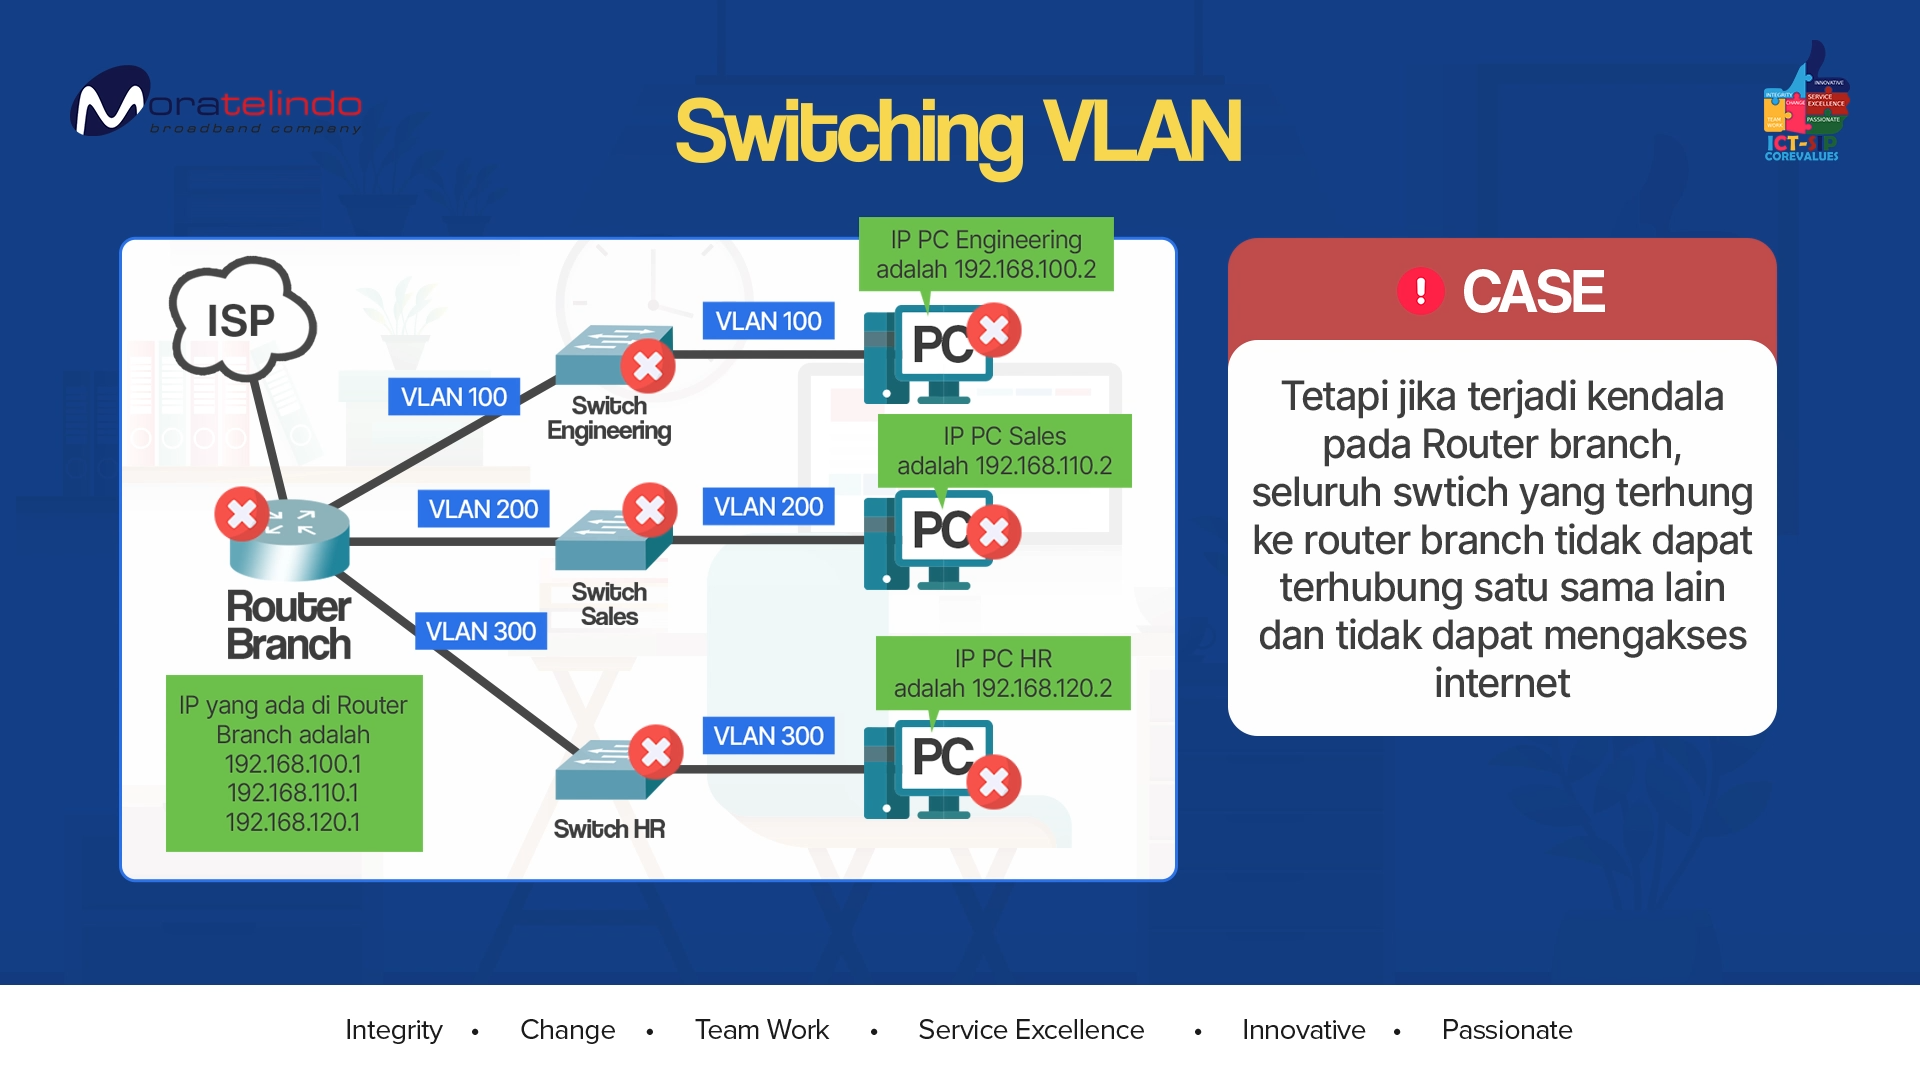 Moratelindo
broadband company
Switching VLAN
INNOVATIVE
INTEGRITY
SERVICE
EXCELLENCE
CHANGE
TEAM
WORK
PASSIONATE
ICT-SIP
COREVALUES
IP PC Engineering
adalah 192.168.100.2
ISP
VLAN 100
PC
VLAN 100
Switch
Engineering
IP PC Sales
adalah 192.168.110.2
VLAN 200
VLAN 200
PC
Switch
Sales
Router
Branch
VLAN 300
IP PC HR
adalah 192.168.120.2
IP yang ada di Router
Branch adalah
192.168.100.1
192.168.110.1
192.168.120.1
VLAN 300
PC
Switch HR
! CASE
Tetapi jika terjadi kendala
pada Router branch,
seluruh swtich yang terhung
ke router branch tidak dapat
terhubung satu sama lain
dan tidak dapat mengakses
internet
Integrity • Change • Team Work • Service Excellence • Innovative • Passionate